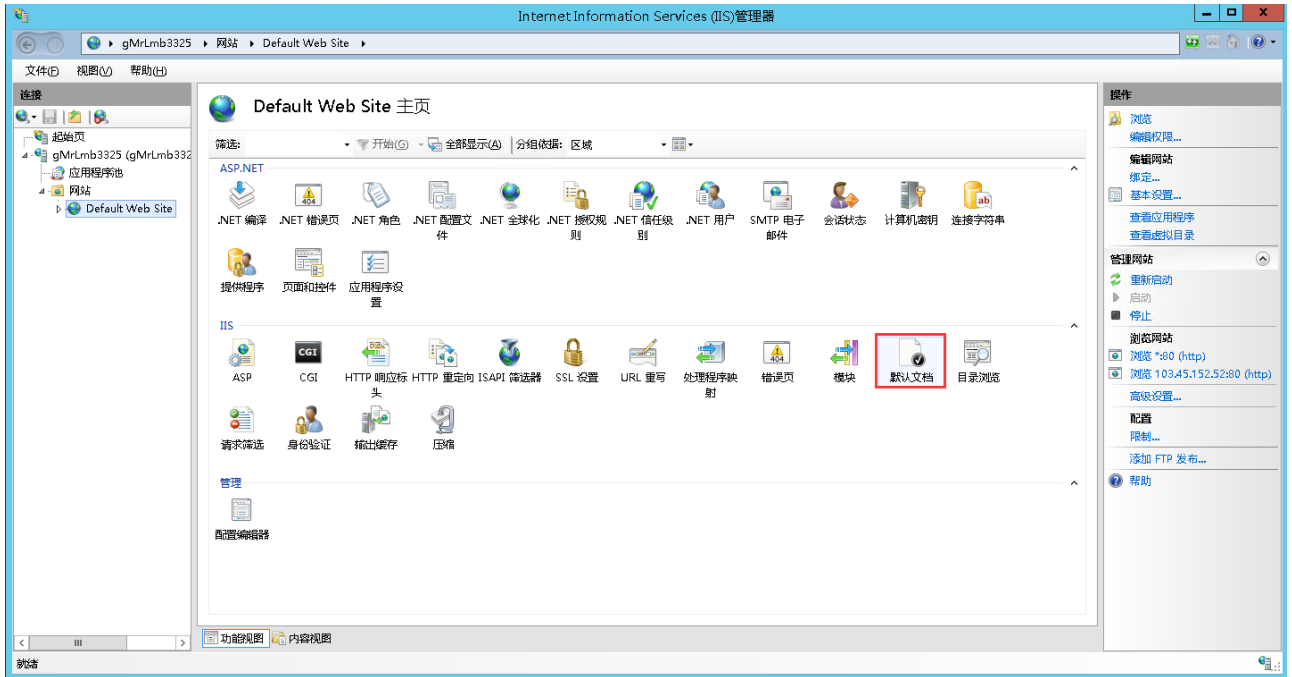 Internet Information Services (IIS)管理器
gMrLmb3325 网站 Default Web Site
文件(F) 视图(V) 帮助(H)
连接
起始页
gMrLmb3325 (gMrLmb332
应用程序池
网站
Default Web Site
Default Web Site 主页
筛选: 开始(G) 全部显示(A) 分组依据: 区域
ASP.NET
.NET 编译 .NET 错误页 .NET 角色 .NET 配置文 .NET 全球化 .NET 授权规 .NET 信任级 .NET 用户 SMTP 电子 会话状态 计算机密钥 连接字符串
件 则 别 邮件
提供程序 页面和控件 应用程序设
置
IIS
CGI
404
ASP CGI HTTP 响应标 HTTP 重定向 ISAPI 筛选器 SSL 设置 URL 重写 处理程序映 错误页 模块 默认文档 目录浏览
头 射
请求筛选 身份验证 输出缓存 压缩
管理
配置编辑器
功能视图 内容视图
就绪
操作
浏览
编辑权限...
编辑网站
绑定...
基本设置...
查看应用程序
查看虚拟目录
管理网站
重新启动
启动
停止
浏览网站
浏览 *:80 (http)
浏览 103.45.152.52:80 (http)
高级设置...
配置
限制...
添加 FTP 发布...
帮助